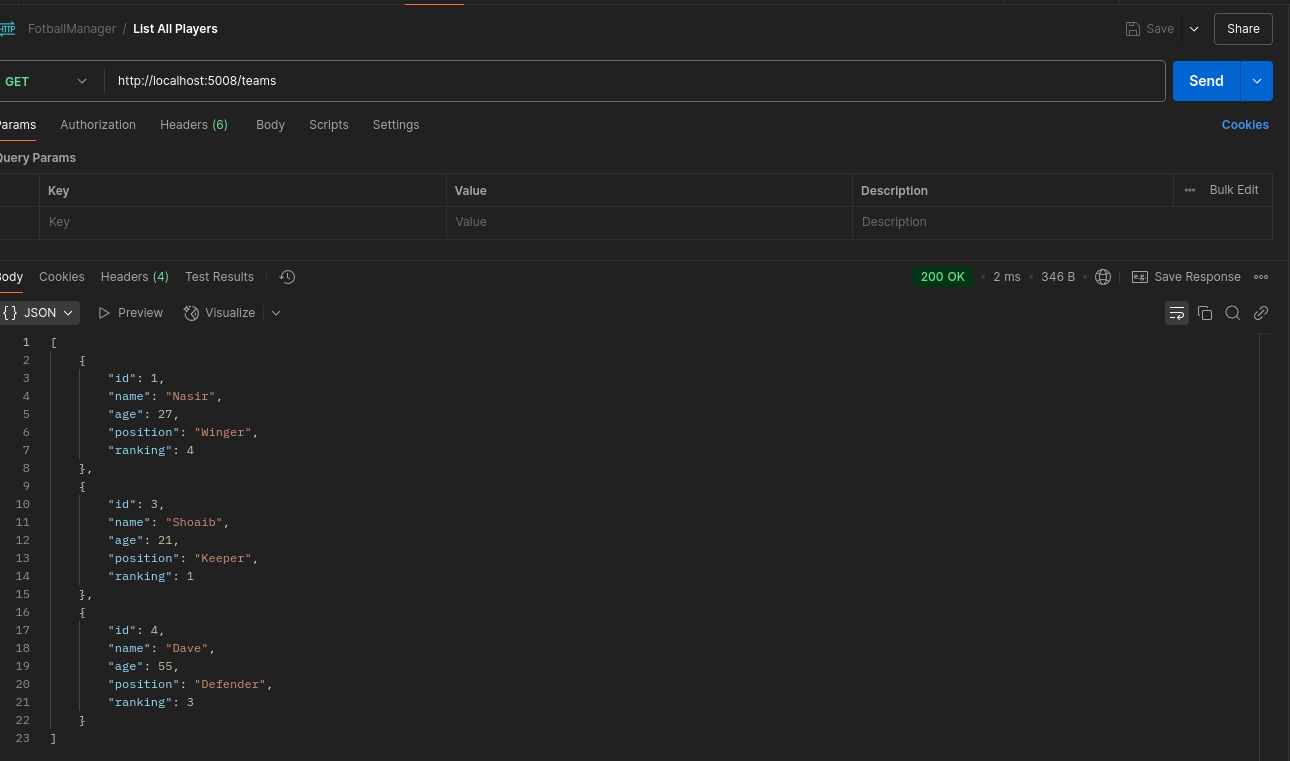 HTTP FotballManager / List All Players Save Share
GET http://localhost:5008/teams Send
Params Authorization Headers (6) Body Scripts Settings Cookies
Query Params
Key Value Description Bulk Edit
Key Value Description
Body Cookies Headers (4) Test Results 200 OK • 2 ms • 346 B • e.g. Save Response
{} JSON Preview Visualize
1 [
2 {
3 "id": 1,
4 "name": "Nasir",
5 "age": 27,
6 "position": "Winger",
7 "ranking": 4
8 },
9 {
10 "id": 3,
11 "name": "Shoaib",
12 "age": 21,
13 "position": "Keeper",
14 "ranking": 1
15 },
16 {
17 "id": 4,
18 "name": "Dave",
19 "age": 55,
20 "position": "Defender",
21 "ranking": 3
22 }
23 ]